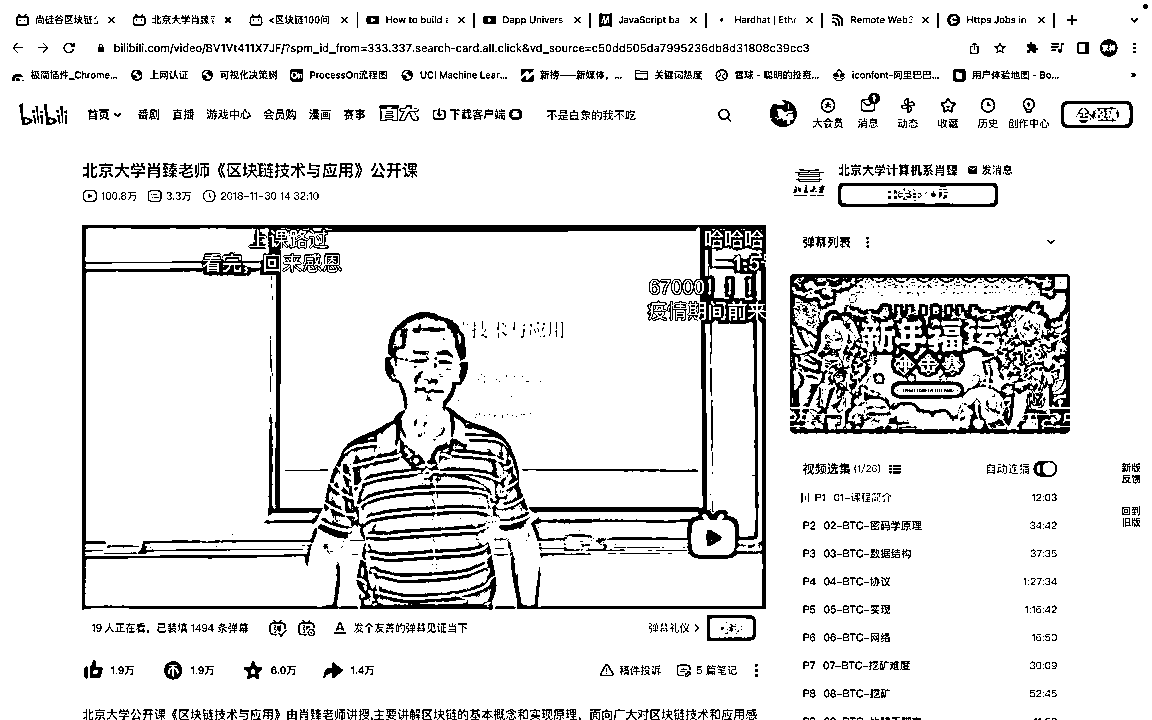 尚硅谷区块链
北京大学肖臻
<区块链100问
How to build a
Dapp Univers
JavaScript ba
Hardhat | Eth
Remote Web3
Https Jobs in
bilibili.com/video/BV1Vt411X7JF/?spm_id_from=333.337.search-card.all.click&vd_source=c50dd505da7995236db8d31808c39cc3
极简插件_Chrome...
上网认证
可视化决策树
ProcessOn流程图
UCI Machine Lear...
新榜——新媒体，...
关键词热度
雪球 - 聪明的投资...
iconfont-阿里巴巴...
用户体验地图 - Bo...
bilibili
首页
番剧
直播
游戏中心
会员购
漫画
赛事
百大
下载客户端
不是白象的我不吃
大会员
消息
动态
收藏
历史
创作中心
北京大学肖臻老师《区块链技术与应用》公开课
100.8万
3.3万
2018-11-30 14:32:10
北京大学计算机系肖臻
发消息
上课路过
看完，回来感恩
哈哈哈
67000
疫情期间前来
技术与应用
弹幕列表
新年福运
视频选集 (1/26)
自动连播
P1 01-课程简介
12:03
P2 02-BTC-密码学原理
34:42
P3 03-BTC-数据结构
37:35
P4 04-BTC-协议
1:27:34
P5 05-BTC-实现
1:16:42
P6 06-BTC-网络
16:50
P7 07-BTC-挖矿难度
30:09
P8 08-BTC-挖矿
52:45
新版
反馈
回到
旧版
19 人正在看，已装填 1494 条弹幕
发个友善的弹幕见证当下
弹幕礼仪 >
1.9万
1.9万
6.0万
1.4万
稿件投诉
5 篇笔记
北京大学公开课《区块链技术与应用》由肖臻老师讲授,主要讲解区块链的基本概念和实现原理，面向广大对区块链技术和应用感